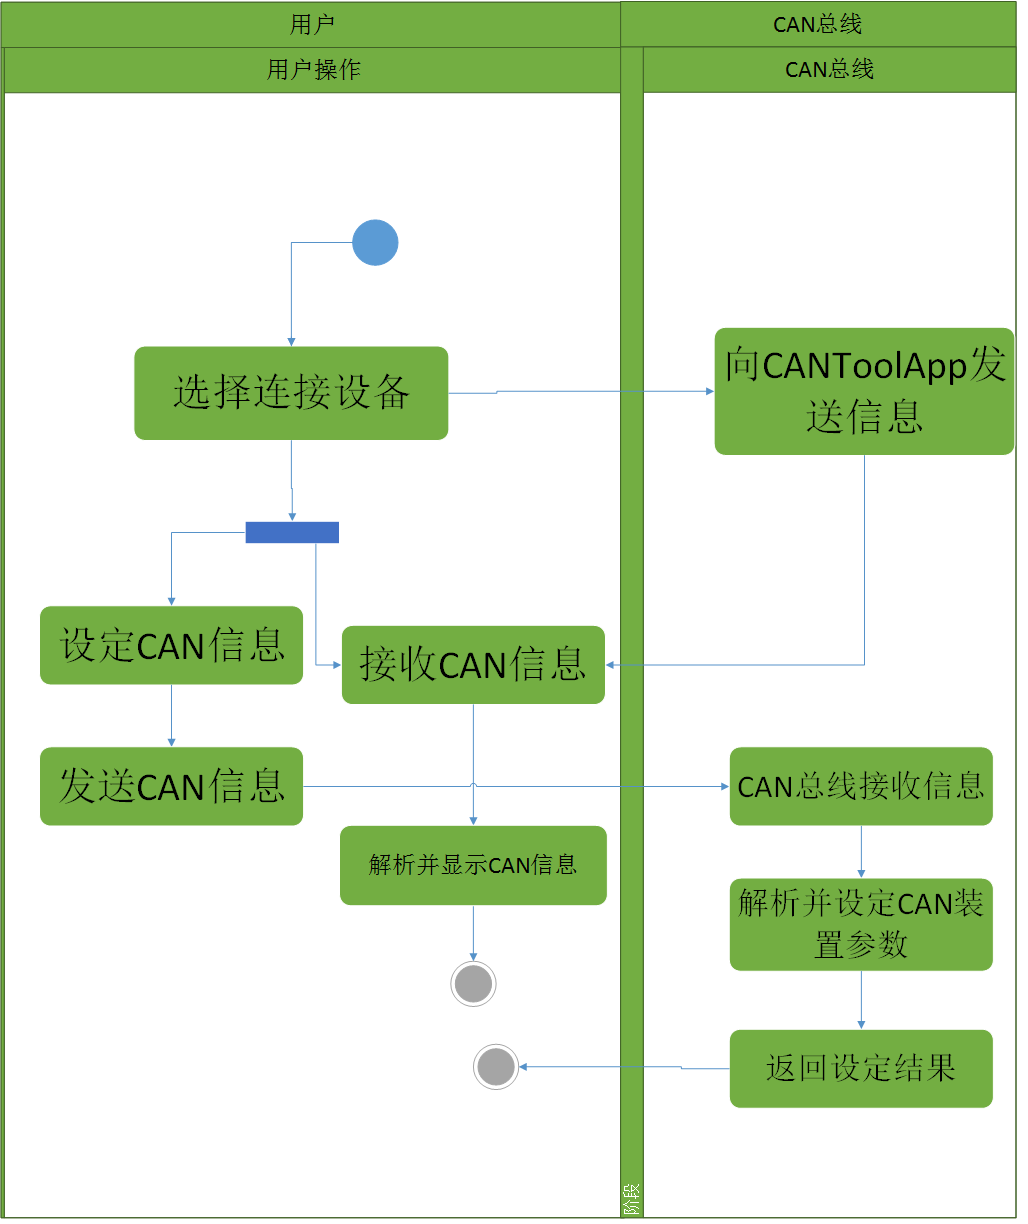 用户
CAN总线
用户操作
CAN总线
选择连接设备
向CANToolApp发
送信息
设定CAN信息
接收CAN信息
发送CAN信息
CAN总线接收信息
解析并显示CAN信息
解析并设定CAN装
置参数
返回设定结果
阶段